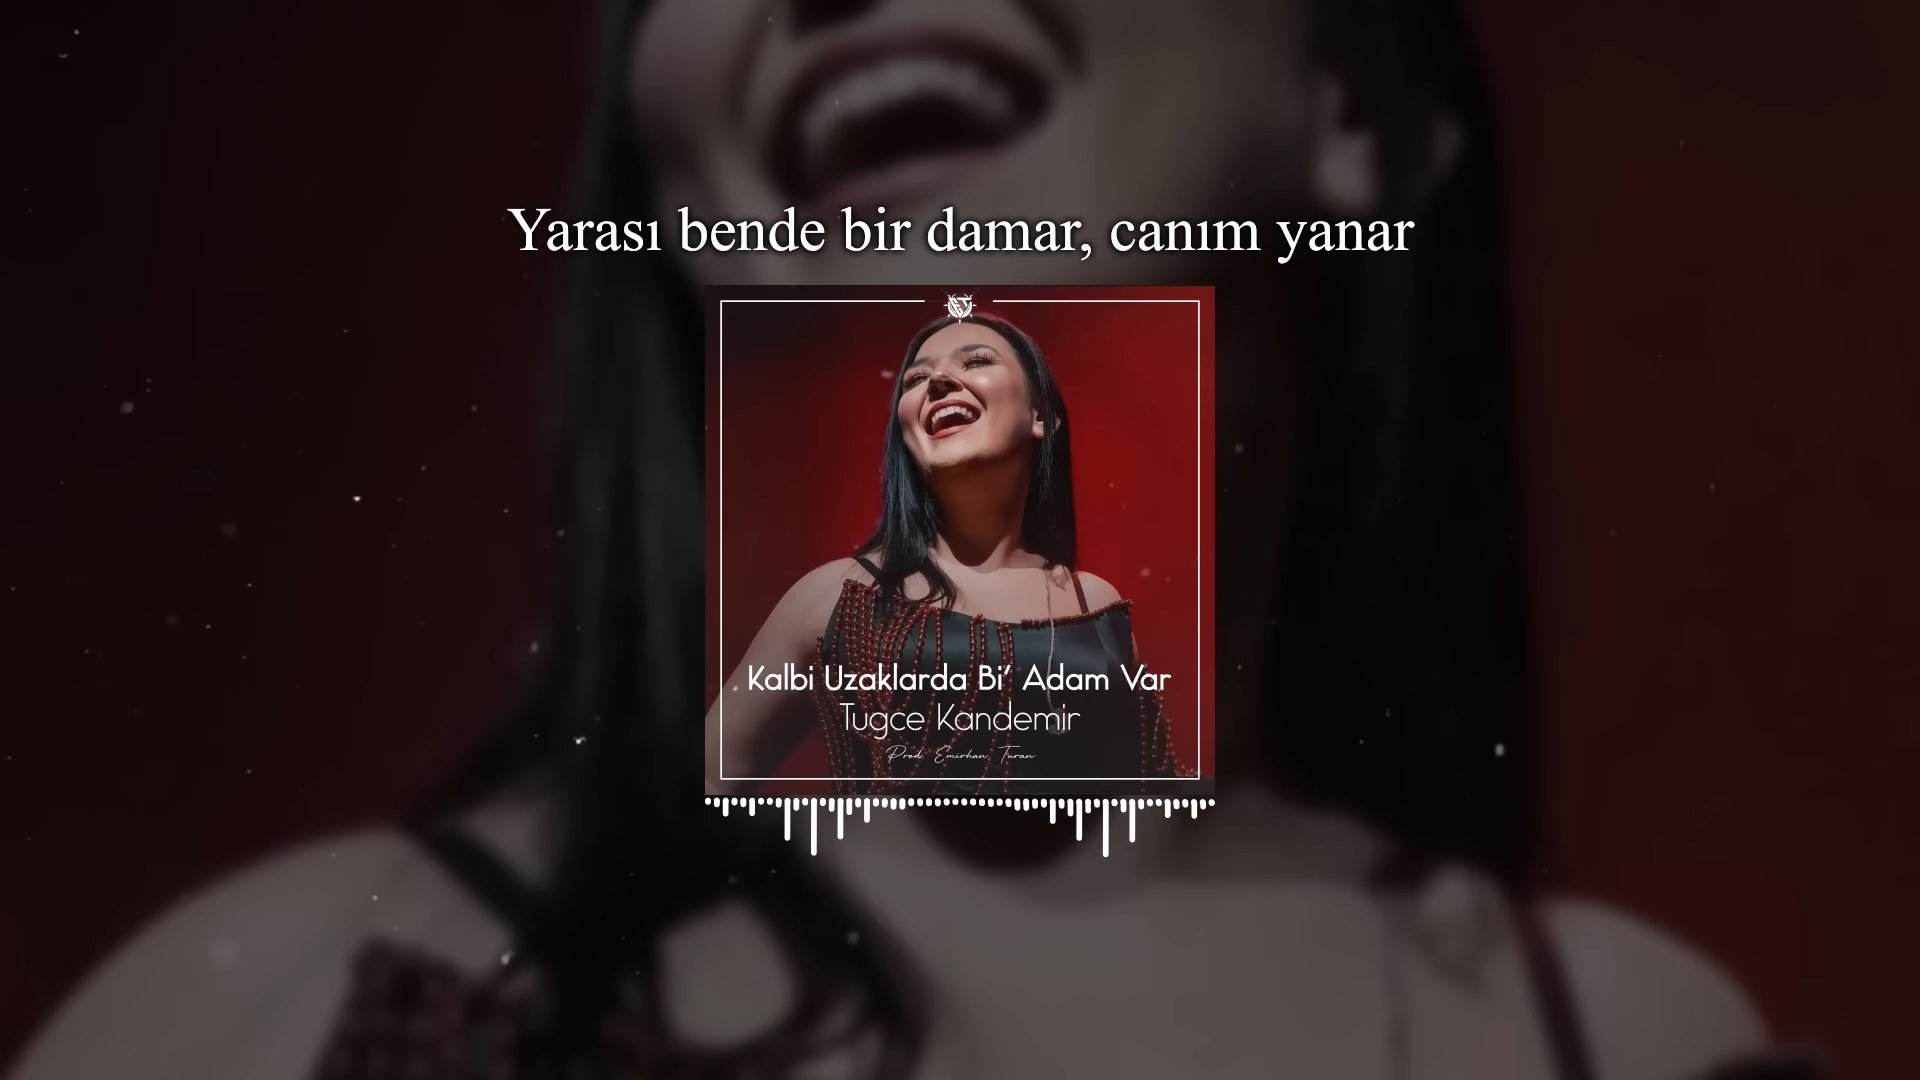 Yarası bende bir damar, canım yanar
Kalbi Uzaklarda Bi' Adam Var
Tugce Kandemir
Prod. Emirhan Turan